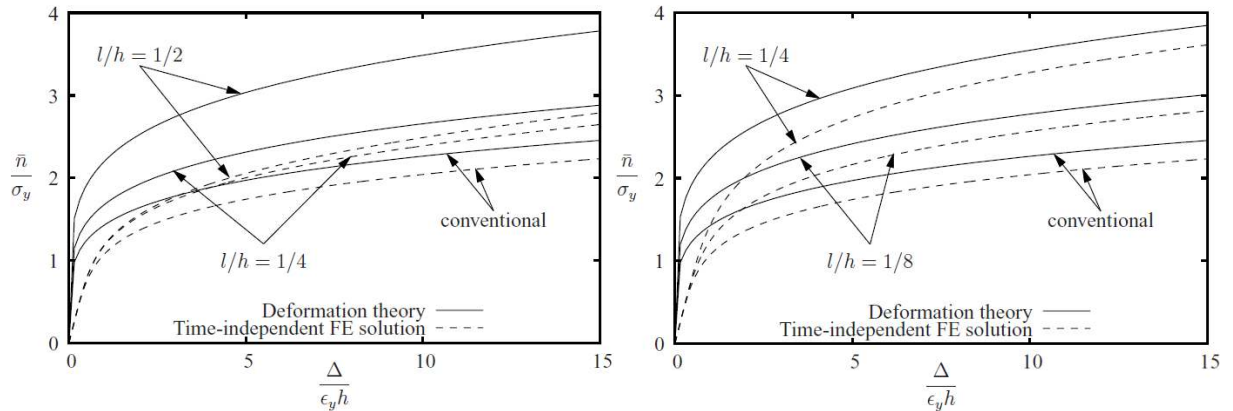 4
3
n̄
σ_y
2
1
0
l/h = 1/2
l/h = 1/4
conventional
Deformation theory
Time-independent FE solution
0
5
10
15
Δ
ϵ_y h
4
3
n̄
σ_y
2
1
0
l/h = 1/4
l/h = 1/8
conventional
Deformation theory
Time-independent FE solution
0
5
10
15
Δ
ϵ_y h